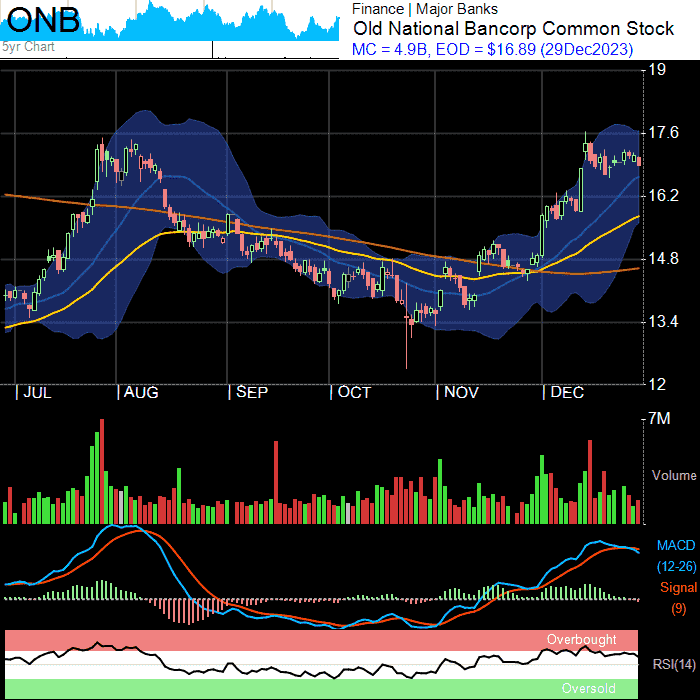 ONB
5yr Chart
Finance | Major Banks
Old National Bancorp Common Stock
MC = 4.9B, EOD = $16.89 (29Dec2023)
19
17.6
16.2
14.8
13.4
12
| JUL | AUG | SEP | OCT | NOV | DEC
7M
Volume
MACD
(12-26)
Signal
(9)
Overbought
RSI(14)
Oversold